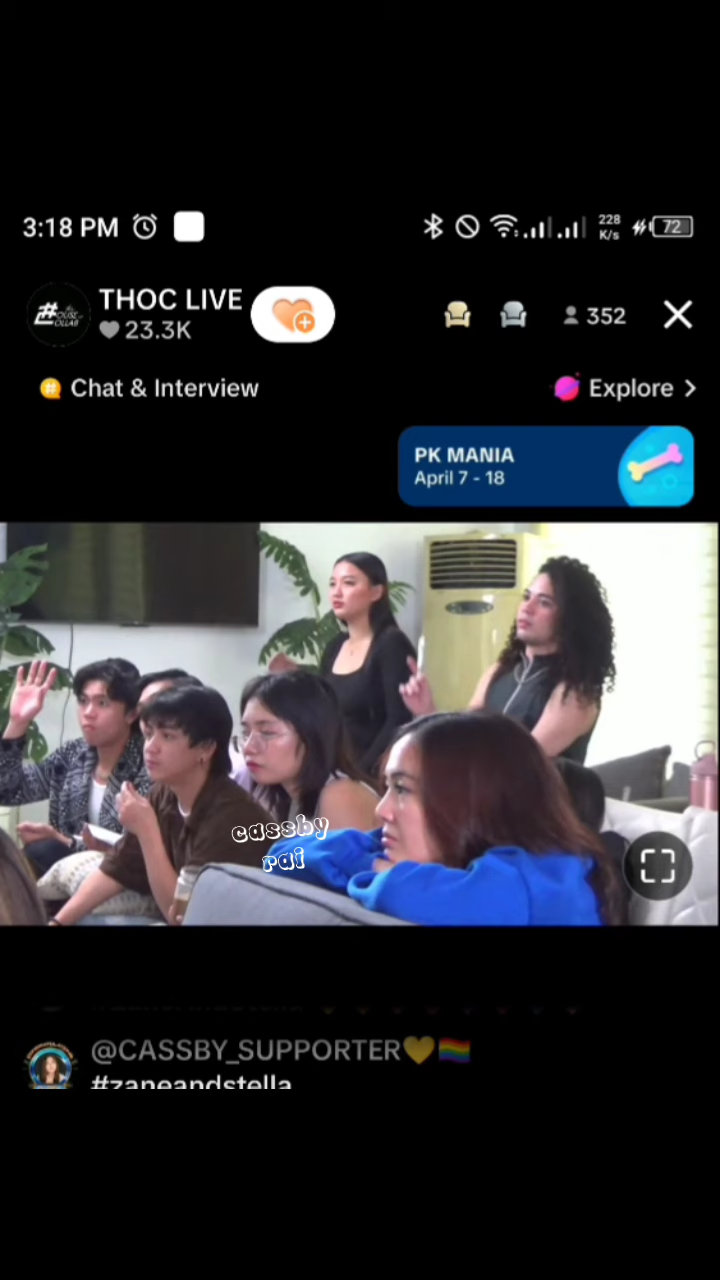 3:18 PM
228
K/s
72
THOC LIVE
23.3K
352
Chat & Interview
Explore
PK MANIA
April 7 - 18
cassby
rai
@CASSBY_SUPPORTER💛🏳️‍🌈
#zaneandstella